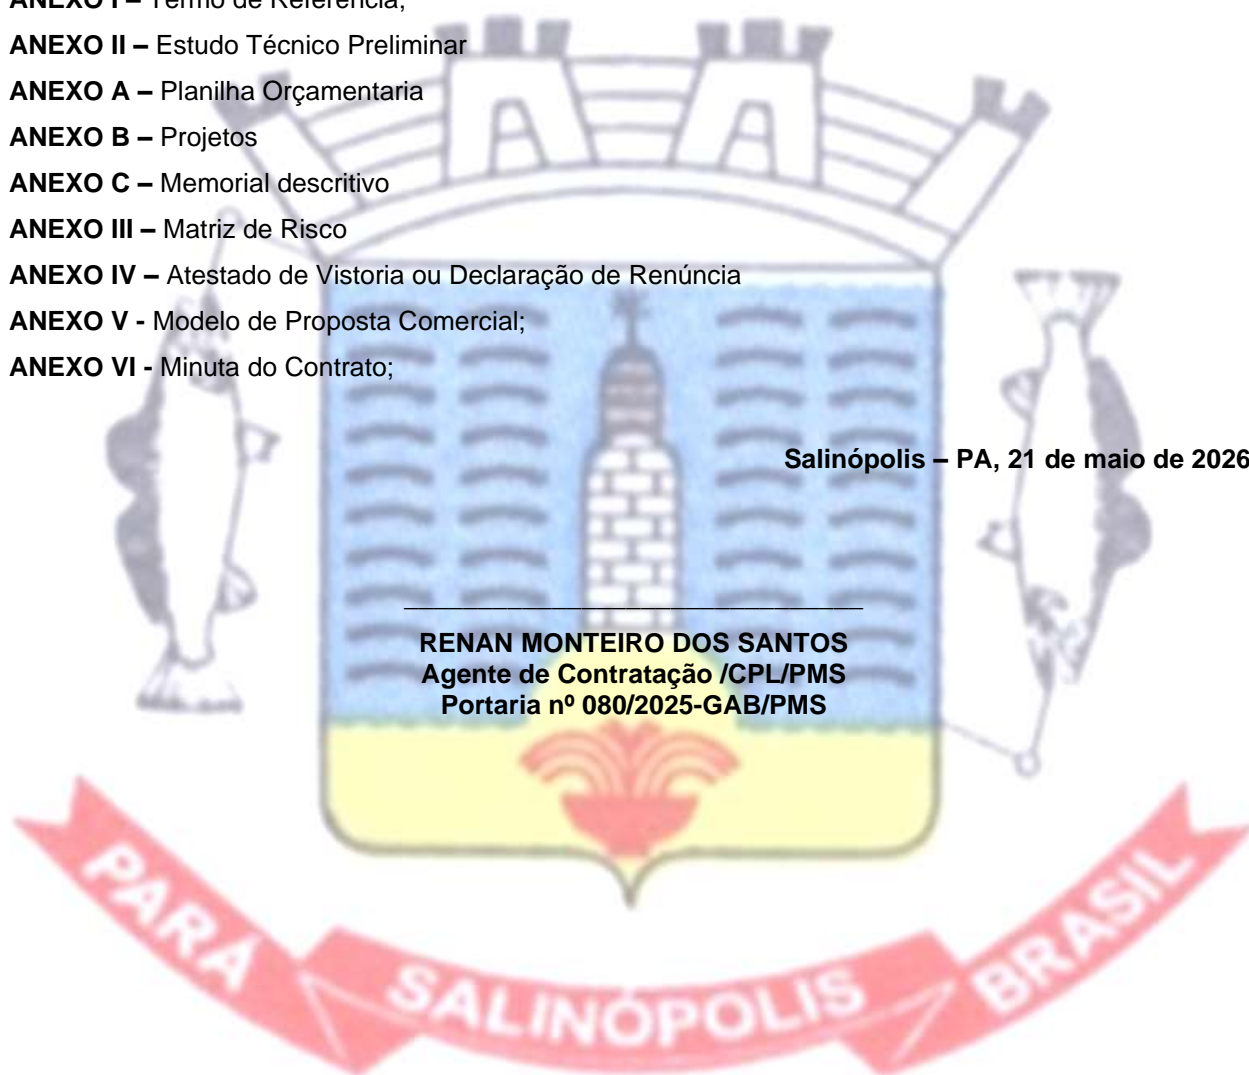 ANEXO I – Termo de Referência;
ANEXO II – Estudo Técnico Preliminar
ANEXO A – Planilha Orçamentaria
ANEXO B – Projetos
ANEXO C – Memorial descritivo
ANEXO III – Matriz de Risco
ANEXO IV – Atestado de Vistoria ou Declaração de Renúncia
ANEXO V - Modelo de Proposta Comercial;
ANEXO VI - Minuta do Contrato;
Salinópolis – PA, 21 de maio de 2026
RENAN MONTEIRO DOS SANTOS
Agente de Contratação /CPL/PMS
Portaria nº 080/2025-GAB/PMS
PARÁ
SALINÓPOLIS
BRASIL